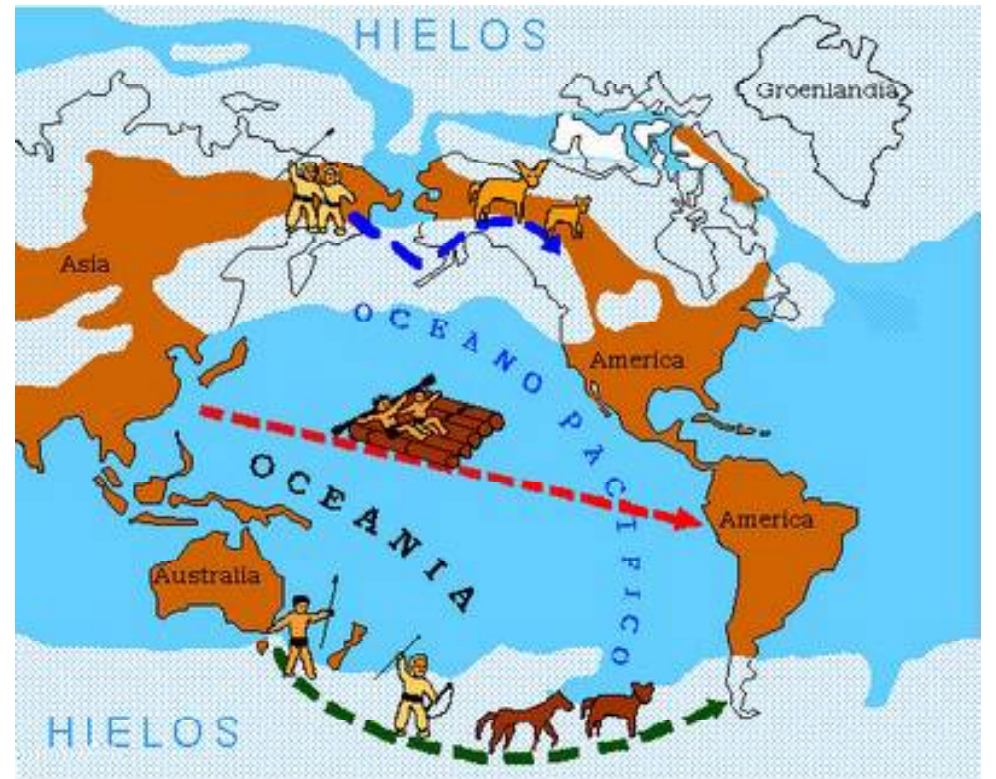 HIELOS
Groenlandia
Asia
OCEANO PACIFICO
America
OCEANIA
America
Australia
HIELOS